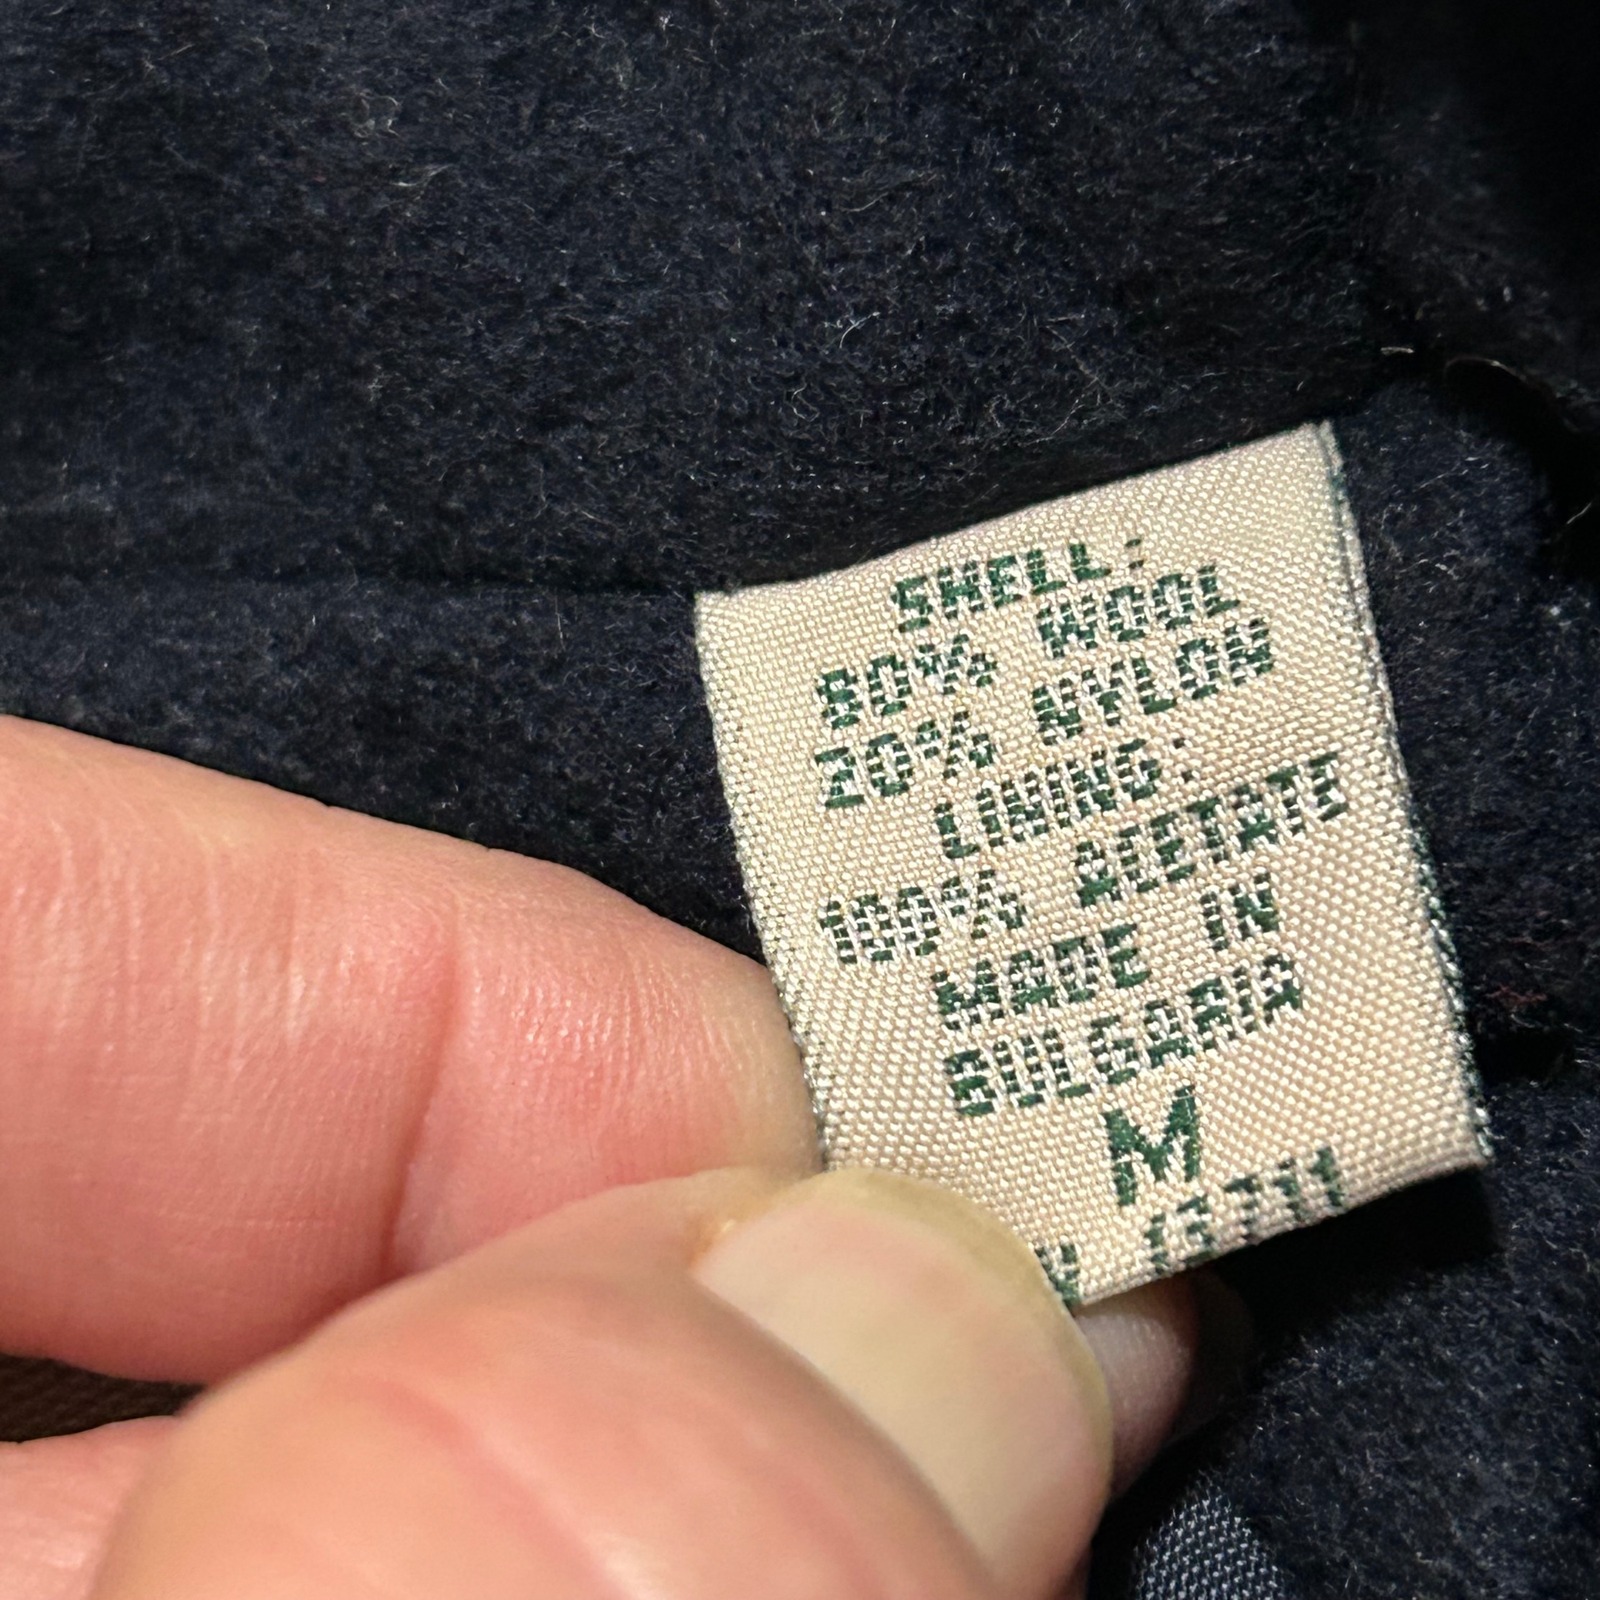 SHELL:
80% WOOL
20% NYLON
LINING:
100% ACETATE
MADE IN
BULGARIA
M